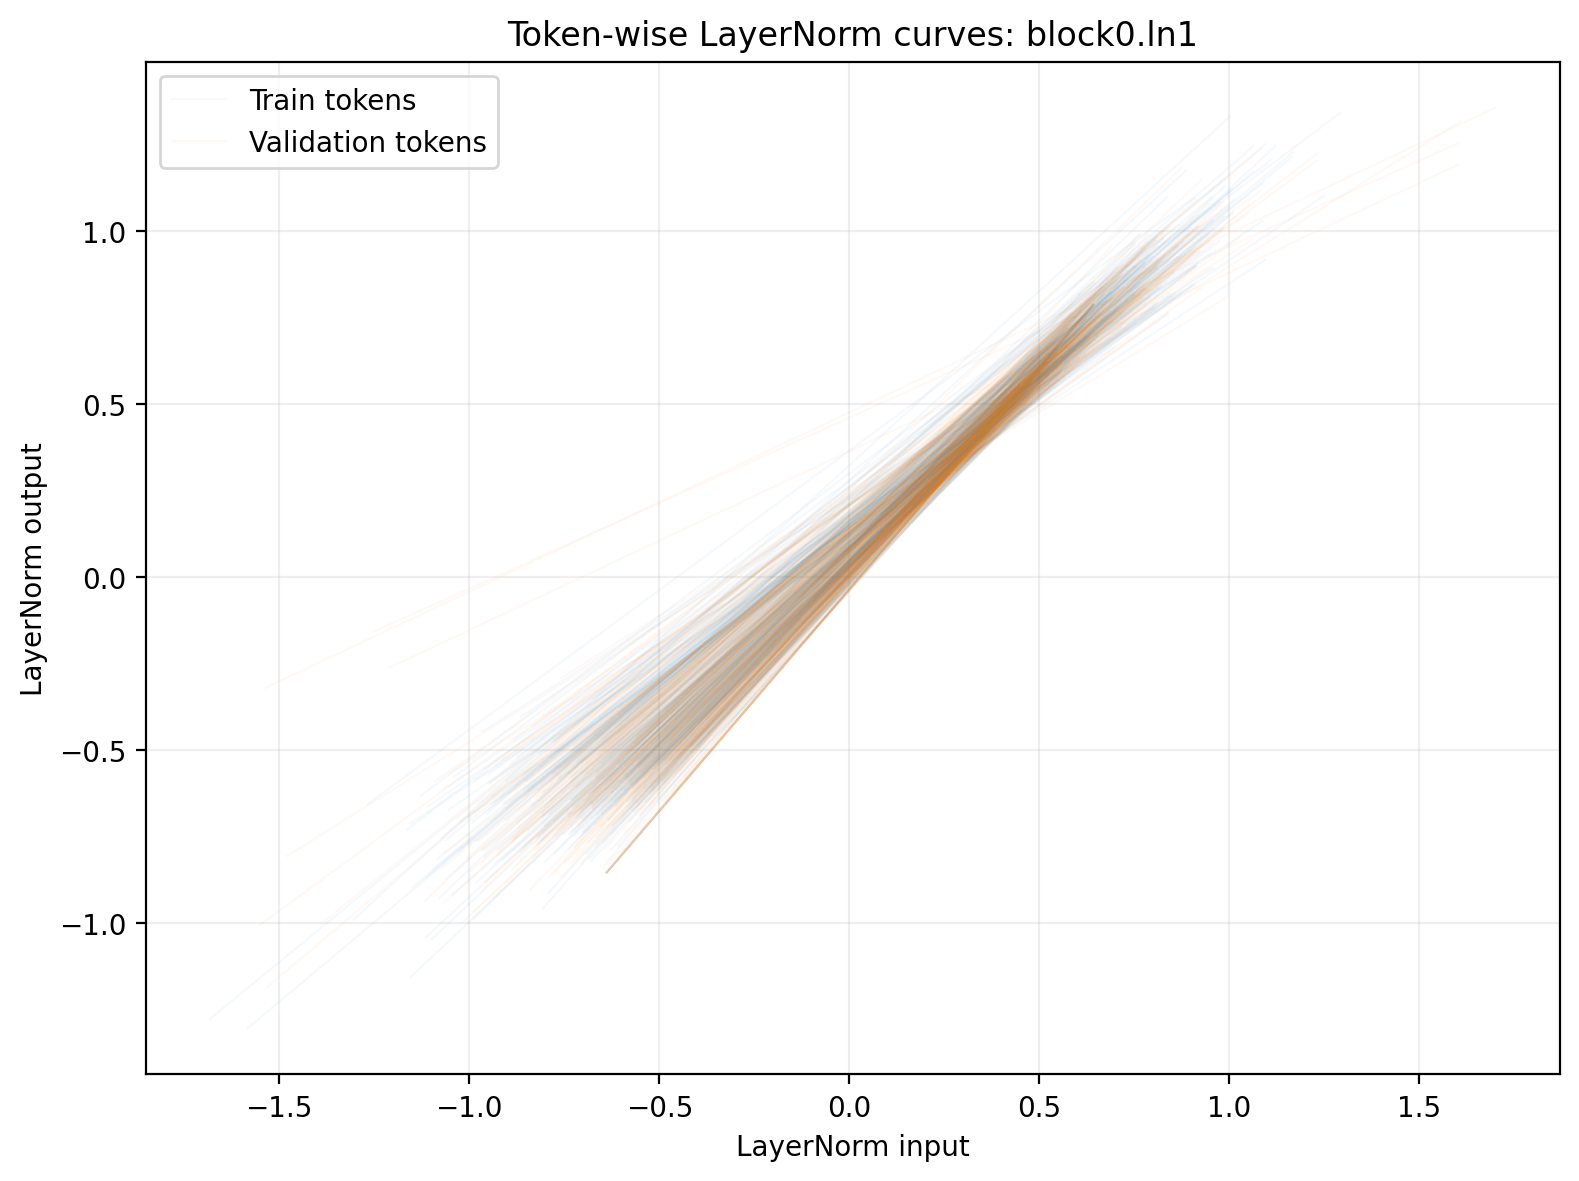 Token-wise LayerNorm curves: block0.ln1
Train tokens
Validation tokens
1.0
0.5
0.0
−0.5
−1.0
LayerNorm output
−1.5
−1.0
−0.5
0.0
0.5
1.0
1.5
LayerNorm input